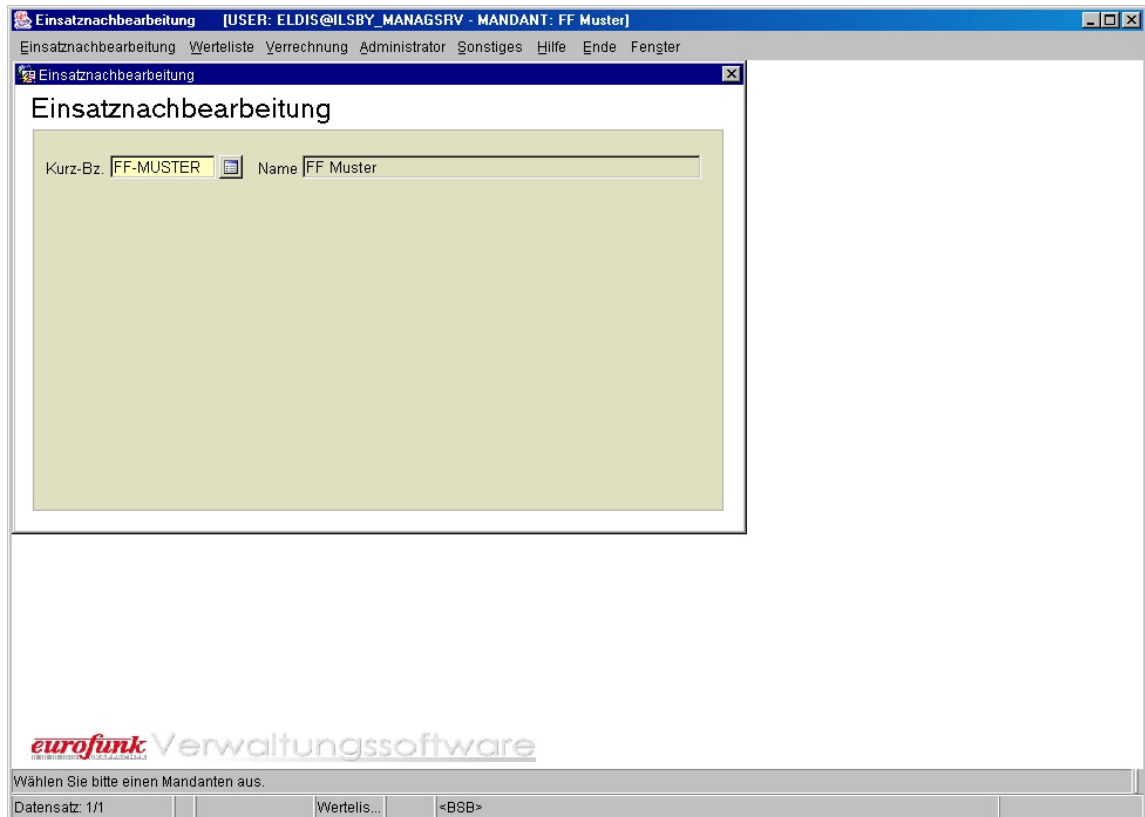 Einsatznachbearbeitung [USER: ELDIS@ILSBY_MANAGSRV - MANDANT: FF Muster]
Einsatznachbearbeitung Werteliste Verrechnung Administrator Sonstiges Hilfe Ende Fenster
Einsatznachbearbeitung
Einsatznachbearbeitung
Kurz-Bz. FF-MUSTER Name FF Muster
eurofunk Verwaltungssoftware
KAPPACHER
Wählen Sie bitte einen Mandanten aus.
Datensatz: 1/1 Wertelis... <BSB>